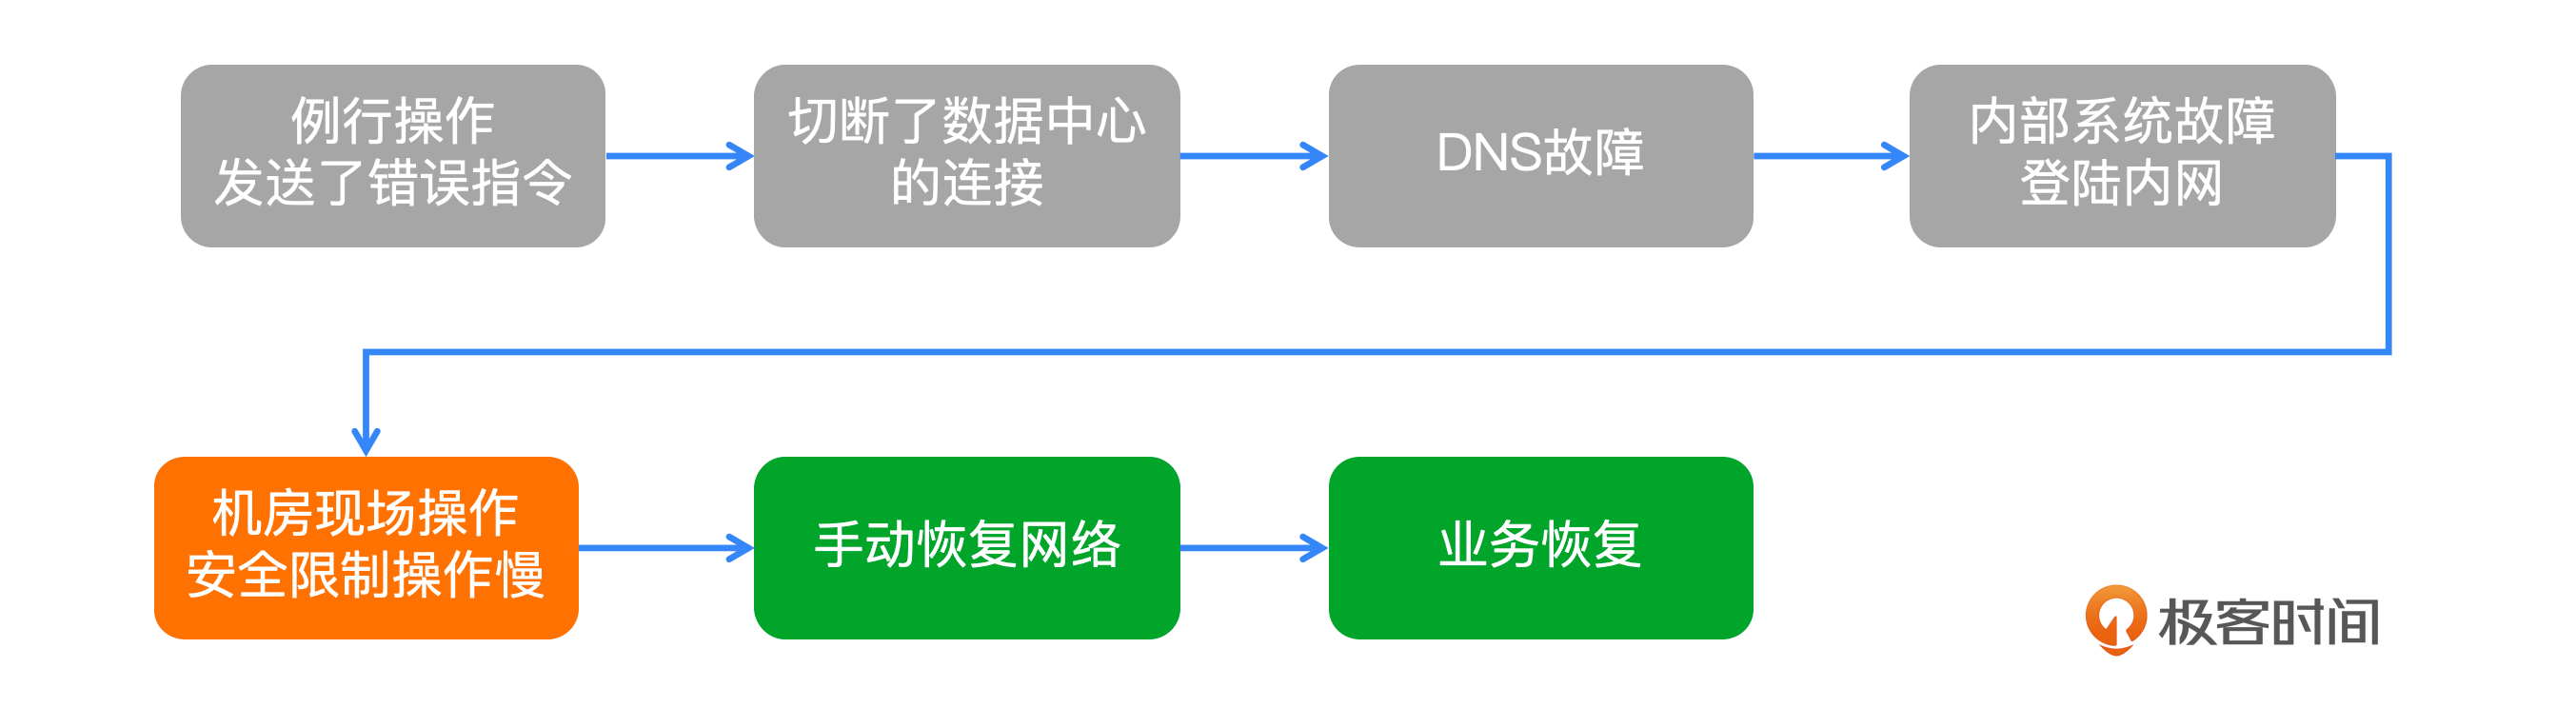 例行操作
发送了错误指令
切断了数据中心
的连接
DNS故障
内部系统故障
登陆内网
机房现场操作
安全限制操作慢
手动恢复网络
业务恢复
极客时间